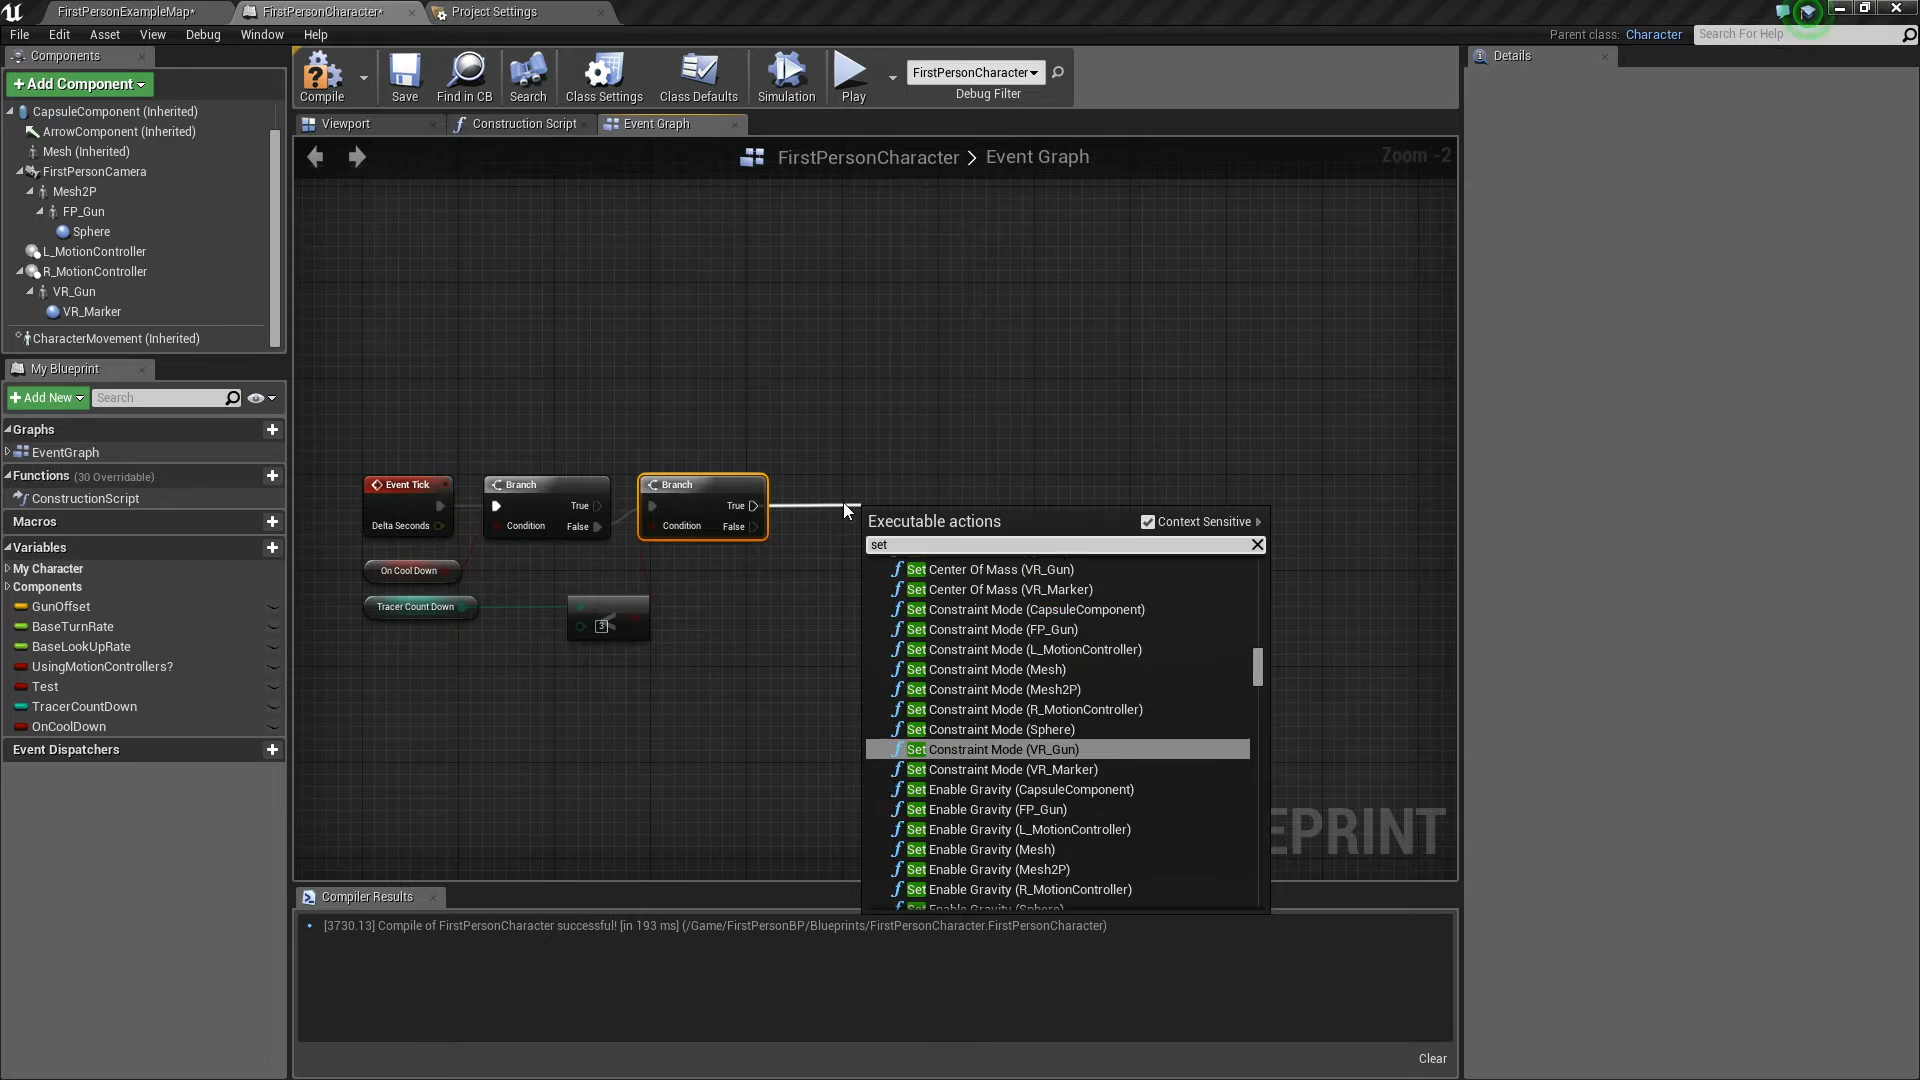 FirstPersonExampleMap*
FirstPersonCharacter*
Project Settings
File Edit Asset View Debug Window Help
Parent class: Character
Search For Help
Components
+Add Component
CapsuleComponent (Inherited)
ArrowComponent (Inherited)
Mesh (Inherited)
FirstPersonCamera
Mesh2P
FP_Gun
Sphere
L_MotionController
R_MotionController
VR_Gun
VR_Marker
CharacterMovement (Inherited)
My Blueprint
+Add New
Search
Graphs
EventGraph
Functions (30 Overridable)
ConstructionScript
Macros
Variables
My Character
Components
GunOffset
BaseTurnRate
BaseLookUpRate
UsingMotionControllers?
Test
TracerCountDown
OnCoolDown
Event Dispatchers
Compile
Save
Find in CB
Search
Class Settings
Class Defaults
Simulation
Play
FirstPersonCharacter
Debug Filter
Viewport
Construction Script
Event Graph
FirstPersonCharacter > Event Graph
Zoom -2
Event Tick
Delta Seconds
Branch
True
Condition
False
Branch
True
Condition
False
On Cool Down
Tracer Count Down
3
Executable actions
Context Sensitive
set
Set Center Of Mass (VR_Gun)
Set Center Of Mass (VR_Marker)
Set Constraint Mode (CapsuleComponent)
Set Constraint Mode (FP_Gun)
Set Constraint Mode (L_MotionController)
Set Constraint Mode (Mesh)
Set Constraint Mode (Mesh2P)
Set Constraint Mode (R_MotionController)
Set Constraint Mode (Sphere)
Set Constraint Mode (VR_Gun)
Set Constraint Mode (VR_Marker)
Set Enable Gravity (CapsuleComponent)
Set Enable Gravity (FP_Gun)
Set Enable Gravity (L_MotionController)
Set Enable Gravity (Mesh)
Set Enable Gravity (Mesh2P)
Set Enable Gravity (R_MotionController)
Set Enable Gravity (Sphere)
EPRINT
Compiler Results
[3730.13] Compile of FirstPersonCharacter successful! [in 193 ms] (/Game/FirstPersonBP/Blueprints/FirstPersonCharacter.FirstPersonCharacter)
Clear
Details